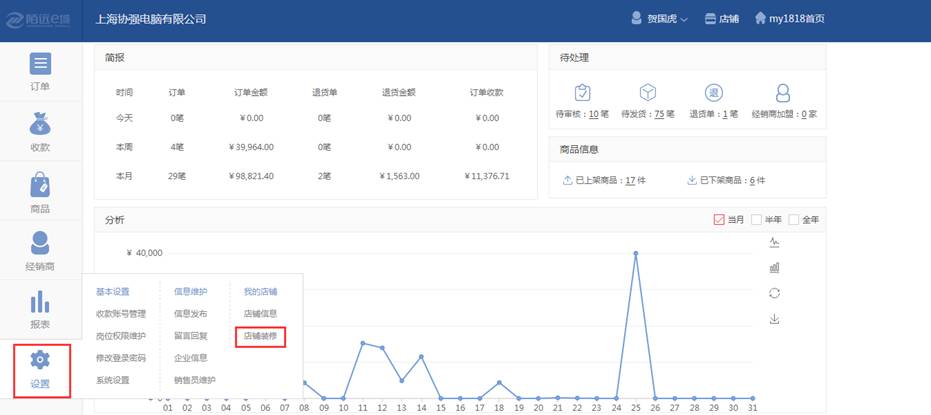 陌远e商
上海协强电脑有限公司
贺国虎
店铺
my1818首页
订单
收款
商品
经销商
报表
设置
简报
时间 订单 订单金额 退货单 退货金额 订单收款
今天 0笔 ¥0.00 0笔 ¥0.00 ¥0.00
本周 4笔 ¥39,964.00 0笔 ¥0.00 ¥0.00
本月 29笔 ¥98,821.40 2笔 ¥1,563.00 ¥11,376.71
待处理
退
待审核：10 笔 待发货：75 笔 退货单：1 笔 经销商加盟：0 家
商品信息
已上架商品：17 件 已下架商品：6 件
分析
当月 半年 全年
¥ 40,000
基本设置 信息维护 我的店铺
收款账号管理 信息发布 店铺信息
岗位权限维护 留言回复 店铺装修
修改登录密码 企业信息
系统设置 销售员维护
01 02 03 04 05 06 07 08 09 10 11 12 13 14 15 16 17 18 19 20 21 22 23 24 25 26 27 28 29 30 31